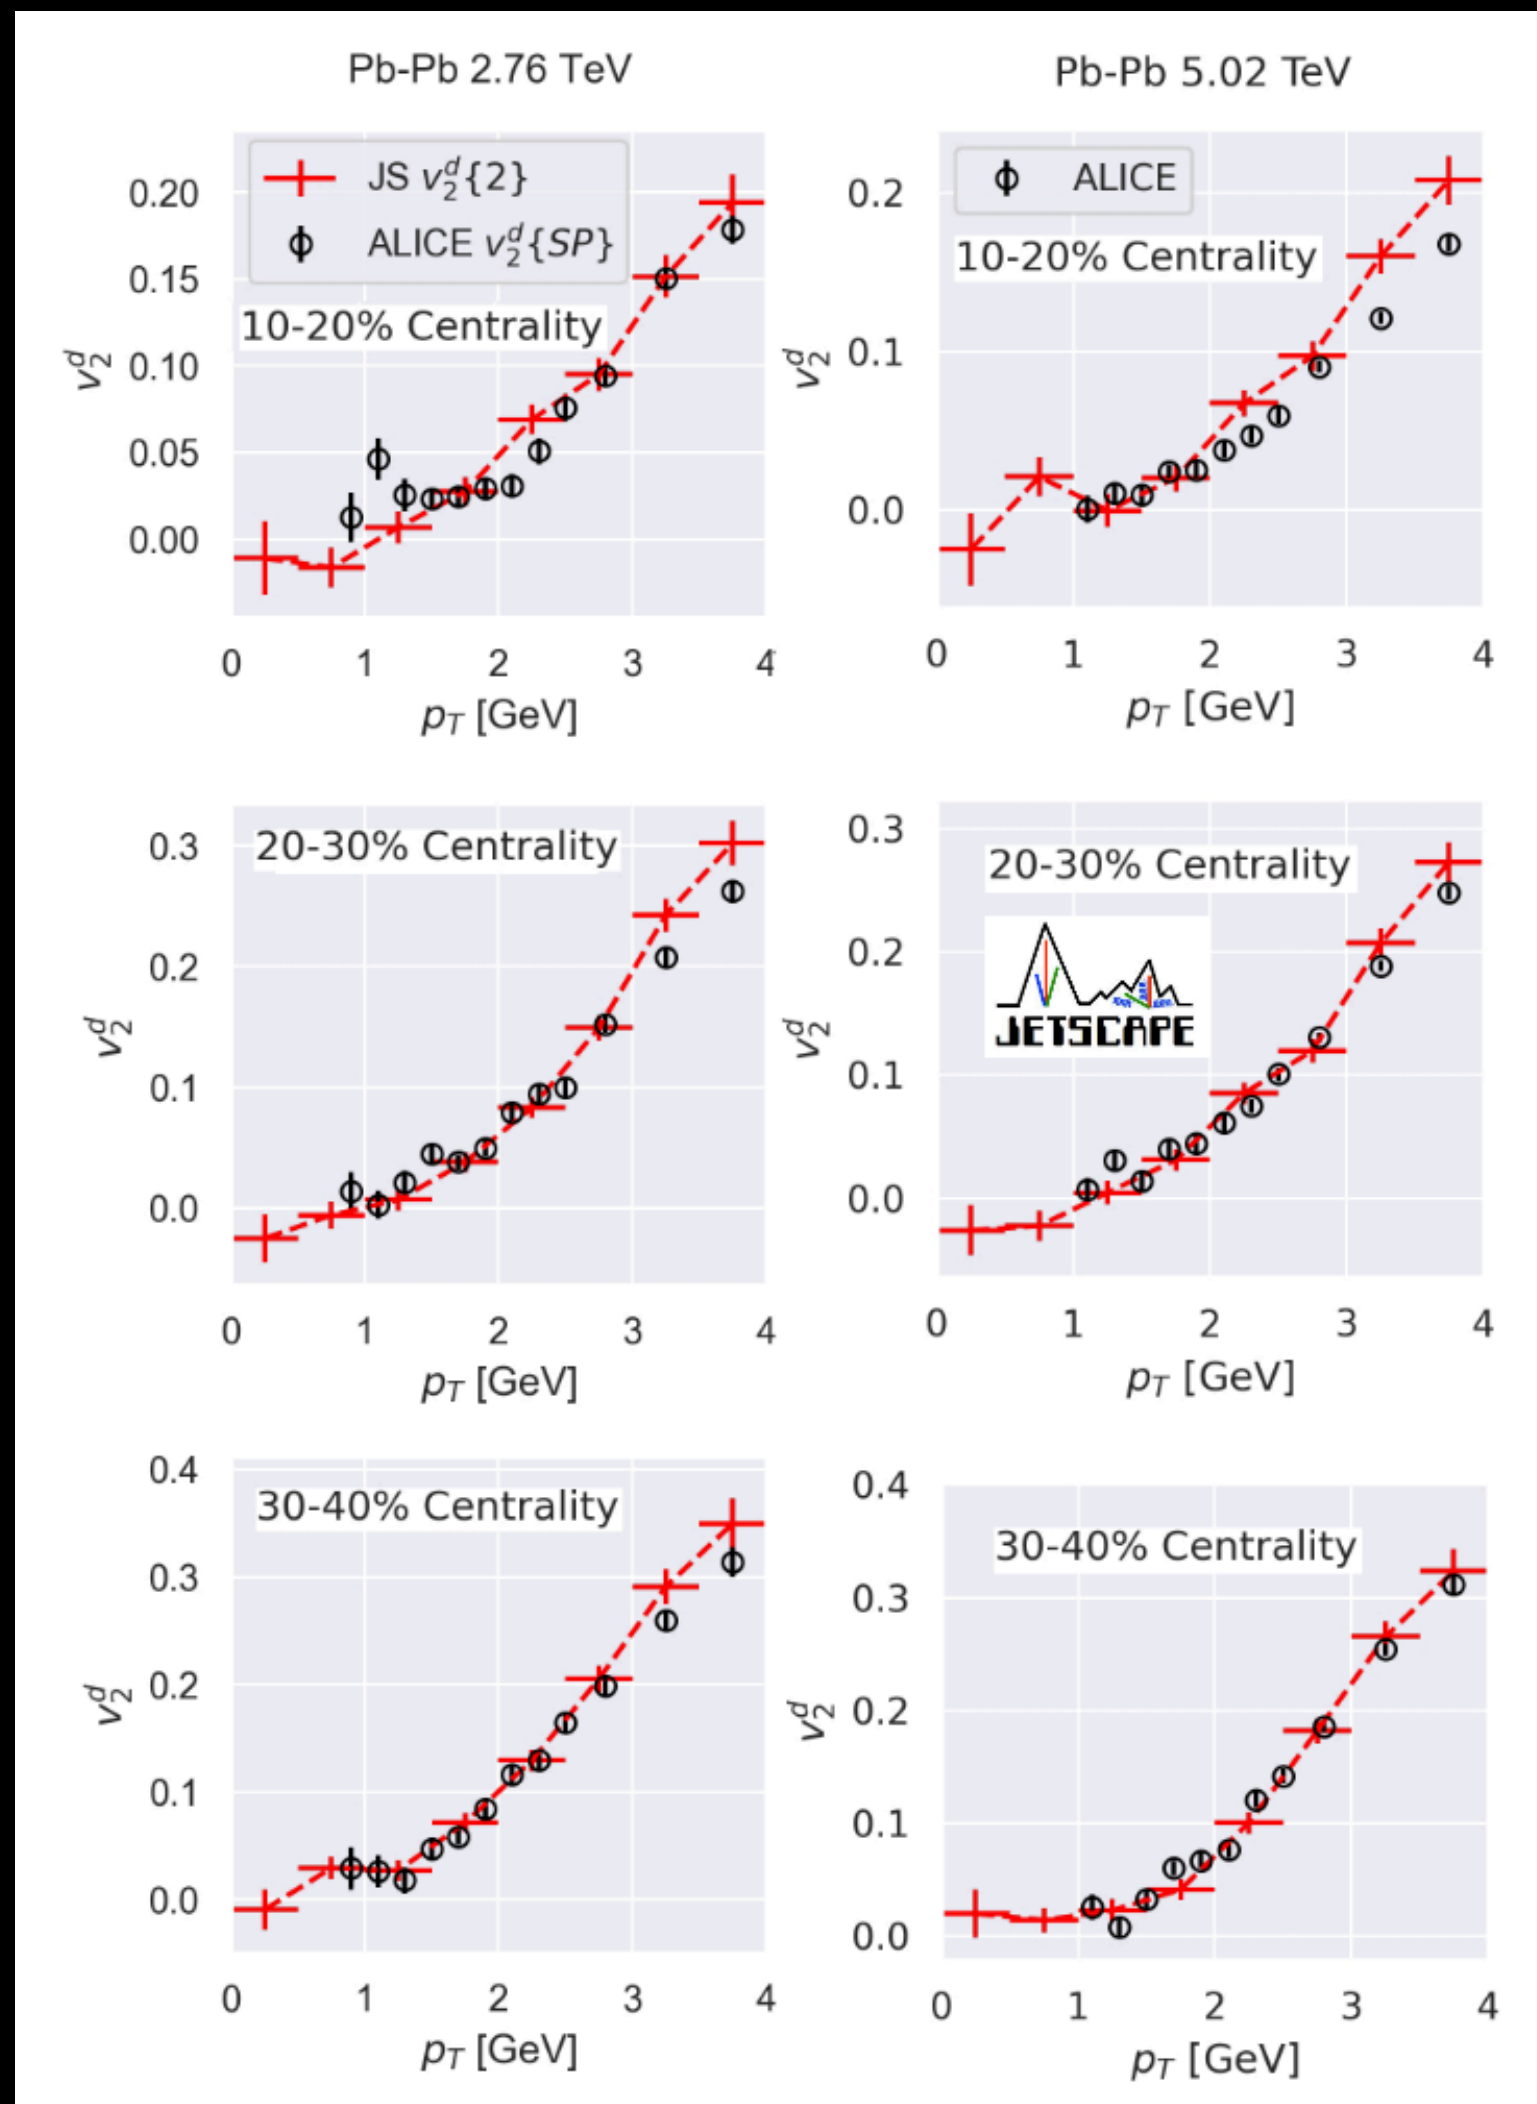 Pb-Pb 2.76 TeV
Pb-Pb 5.02 TeV
JS v₂ᵈ{2}
ALICE v₂ᵈ{SP}
10-20% Centrality
0.20
0.15
0.10
0.05
0.00
v₂ᵈ
0 1 2 3 4
p_T [GeV]
ALICE
10-20% Centrality
0.2
0.1
0.0
v₂ᵈ
0 1 2 3 4
p_T [GeV]
20-30% Centrality
0.3
0.2
0.1
0.0
v₂ᵈ
0 1 2 3 4
p_T [GeV]
20-30% Centrality
JETSCAPE
0.3
0.2
0.1
0.0
v₂ᵈ
0 1 2 3 4
p_T [GeV]
30-40% Centrality
0.4
0.3
0.2
0.1
0.0
v₂ᵈ
0 1 2 3 4
p_T [GeV]
30-40% Centrality
0.4
0.3
0.2
0.1
0.0
v₂ᵈ
0 1 2 3 4
p_T [GeV]